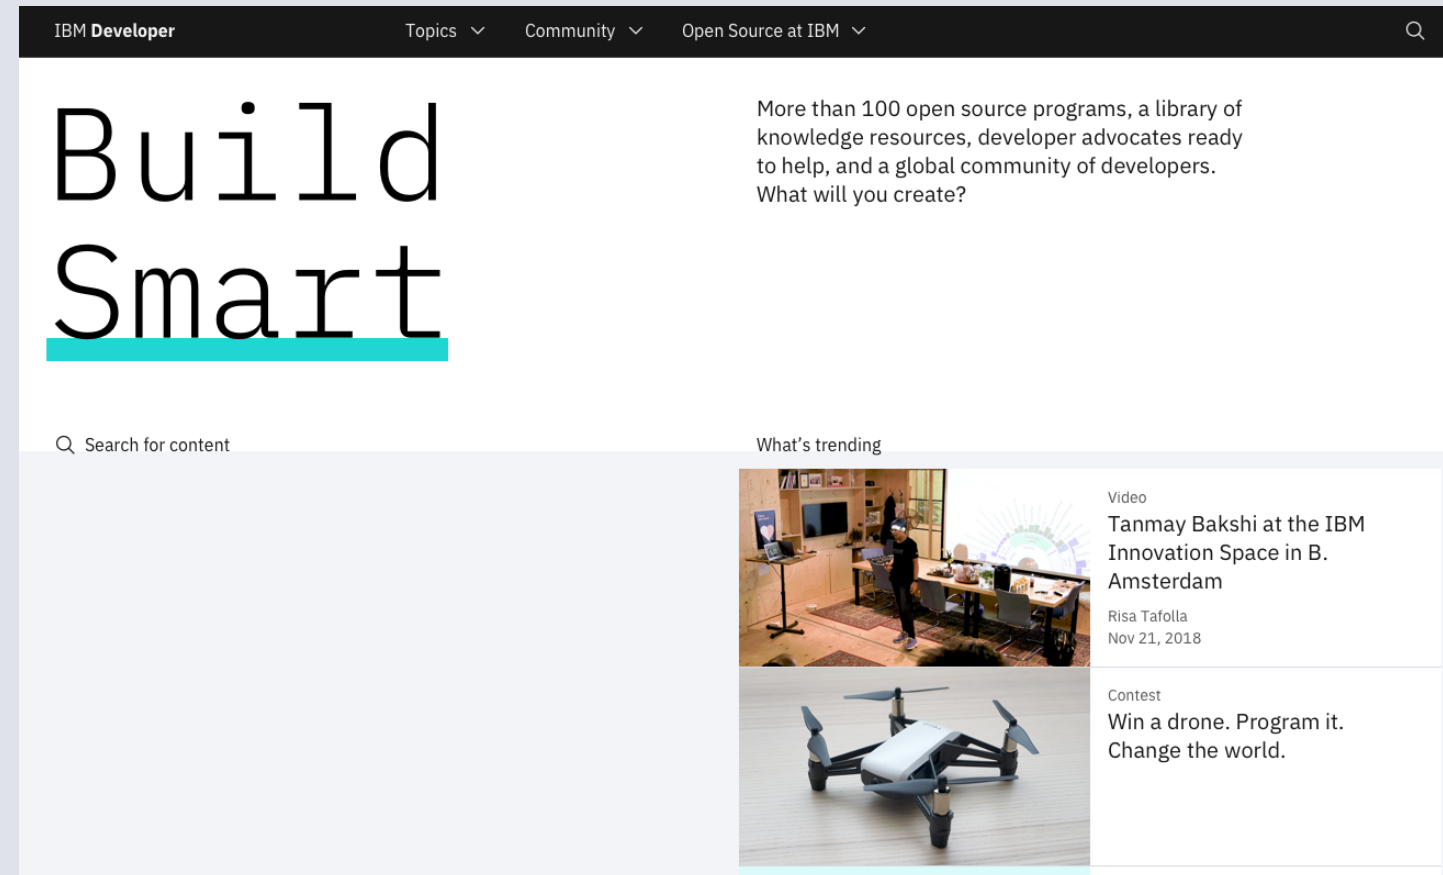 IBM Developer
Topics
Community
Open Source at IBM
Build
Smart
More than 100 open source programs, a library of
knowledge resources, developer advocates ready
to help, and a global community of developers.
What will you create?
Search for content
What's trending
Video
Tanmay Bakshi at the IBM
Innovation Space in B.
Amsterdam
Risa Tafolla
Nov 21, 2018
Contest
Win a drone. Program it.
Change the world.